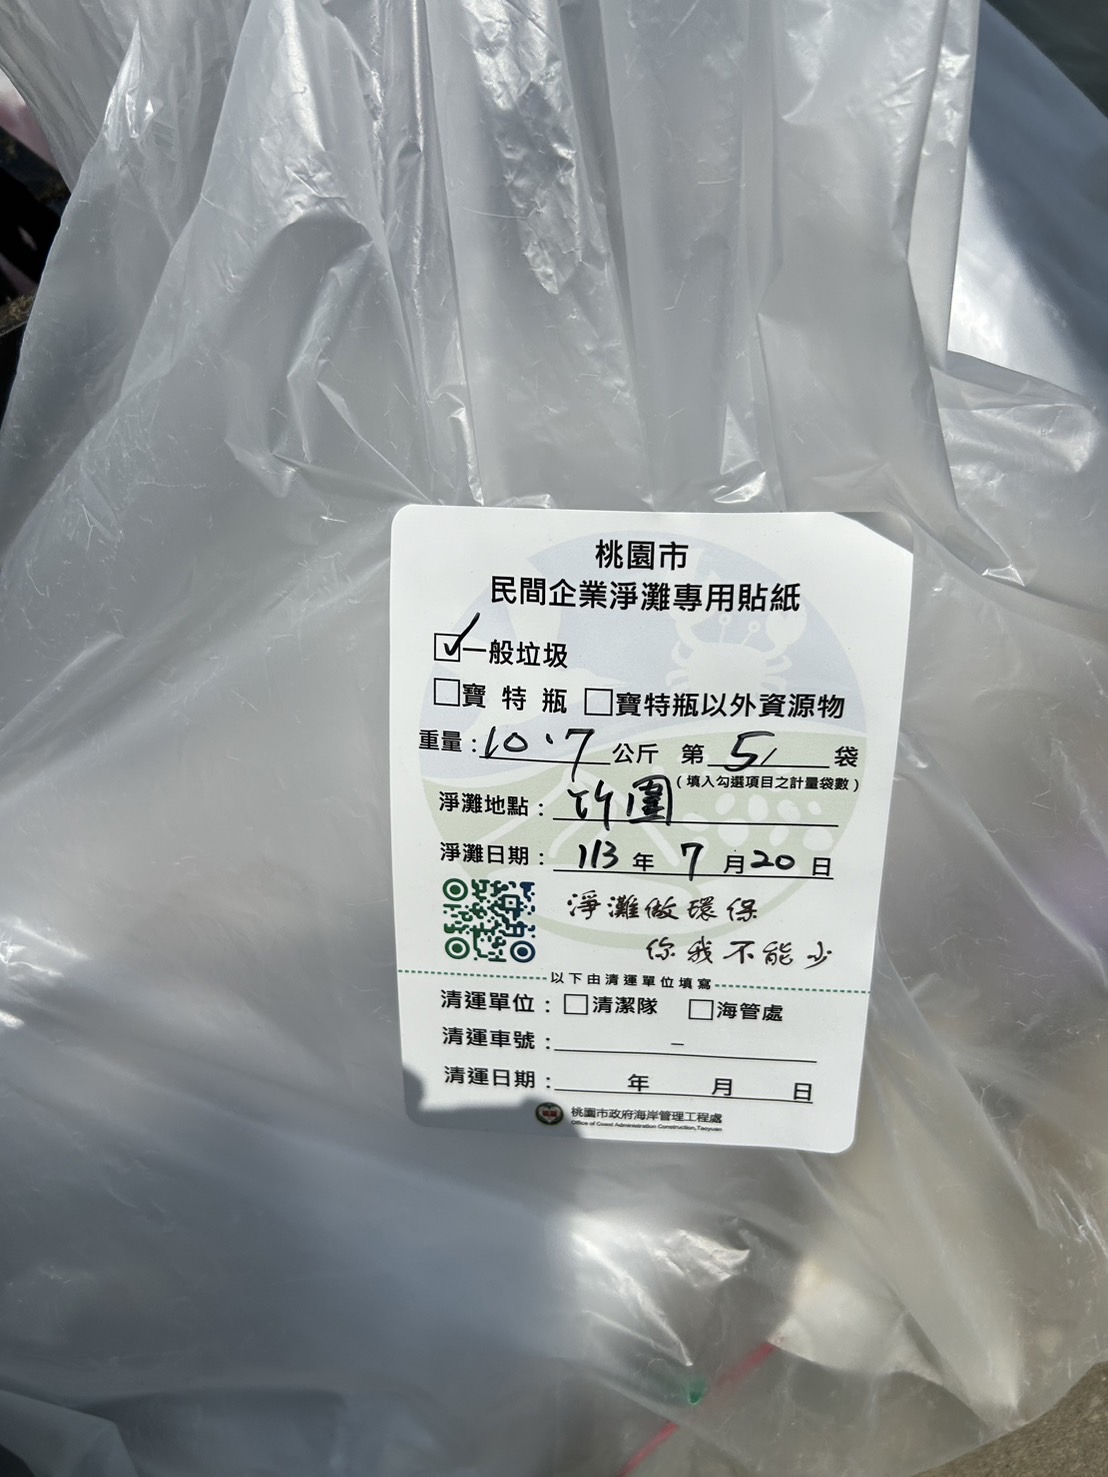 桃園市
民間企業淨灘專用貼紙
☑一般垃圾
☐寶特瓶 ☐寶特瓶以外資源物
重量：10.7公斤 第5袋
（填入勾選項目之計量袋數）
淨灘地點：竹圍
淨灘日期：113年7月20日
淨灘做環保
你我不能少
以下由清運單位填寫
清運單位：☐清潔隊 ☐海管處
清運車號：－
清運日期： 年 月 日
桃園市政府海岸管理工程處
Office of Coast Administration Construction, Taoyuan